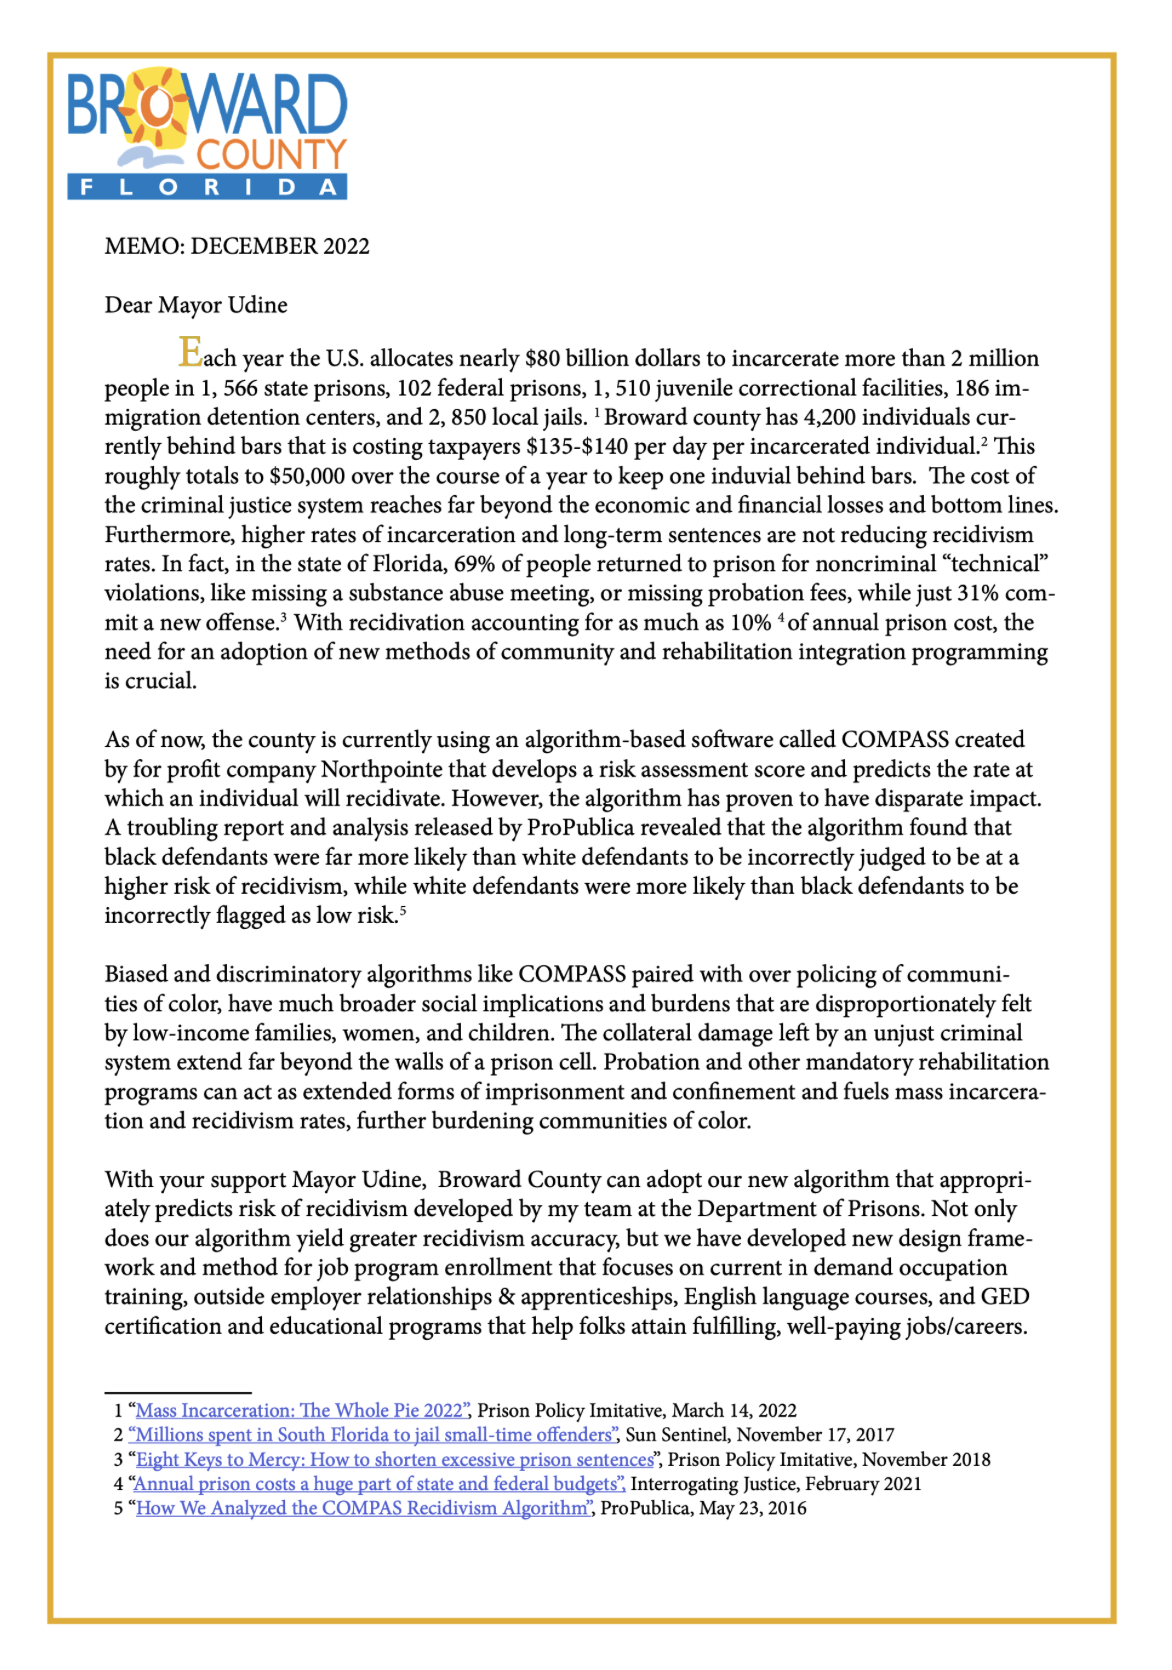 BROWARD
COUNTY
FLORIDA
MEMO: DECEMBER 2022
Dear Mayor Udine
Each year the U.S. allocates nearly $80 billion dollars to incarcerate more than 2 million
people in 1, 566 state prisons, 102 federal prisons, 1, 510 juvenile correctional facilities, 186 im-
migration detention centers, and 2, 850 local jails. ¹ Broward county has 4,200 individuals cur-
rently behind bars that is costing taxpayers $135-$140 per day per incarcerated individual.² This
roughly totals to $50,000 over the course of a year to keep one induvial behind bars.  The cost of
the criminal justice system reaches far beyond the economic and financial losses and bottom lines.
Furthermore, higher rates of incarceration and long-term sentences are not reducing recidivism
rates. In fact, in the state of Florida, 69% of people returned to prison for noncriminal “technical”
violations, like missing a substance abuse meeting, or missing probation fees, while just 31% com-
mit a new offense.³ With recidivation accounting for as much as 10% ⁴ of annual prison cost, the
need for an adoption of new methods of community and rehabilitation integration programming
is crucial.
As of now, the county is currently using an algorithm-based software called COMPASS created
by for profit company Northpointe that develops a risk assessment score and predicts the rate at
which an individual will recidivate. However, the algorithm has proven to have disparate impact.
A troubling report and analysis released by ProPublica revealed that the algorithm found that
black defendants were far more likely than white defendants to be incorrectly judged to be at a
higher risk of recidivism, while white defendants were more likely than black defendants to be
incorrectly flagged as low risk.⁵
Biased and discriminatory algorithms like COMPASS paired with over policing of communi-
ties of color, have much broader social implications and burdens that are disproportionately felt
by low-income families, women, and children. The collateral damage left by an unjust criminal
system extend far beyond the walls of a prison cell. Probation and other mandatory rehabilitation
programs can act as extended forms of imprisonment and confinement and fuels mass incarcera-
tion and recidivism rates, further burdening communities of color.
With your support Mayor Udine,  Broward County can adopt our new algorithm that appropri-
ately predicts risk of recidivism developed by my team at the Department of Prisons. Not only
does our algorithm yield greater recidivism accuracy, but we have developed new design frame-
work and method for job program enrollment that focuses on current in demand occupation
training, outside employer relationships & apprenticeships, English language courses, and GED
certification and educational programs that help folks attain fulfilling, well-paying jobs/careers.
1 “Mass Incarceration: The Whole Pie 2022”, Prison Policy Imitative, March 14, 2022
2 “Millions spent in South Florida to jail small-time offenders”, Sun Sentinel, November 17, 2017
3 “Eight Keys to Mercy: How to shorten excessive prison sentences”, Prison Policy Imitative, November 2018
4 “Annual prison costs a huge part of state and federal budgets”, Interrogating Justice, February 2021
5 “How We Analyzed the COMPAS Recidivism Algorithm”, ProPublica, May 23, 2016